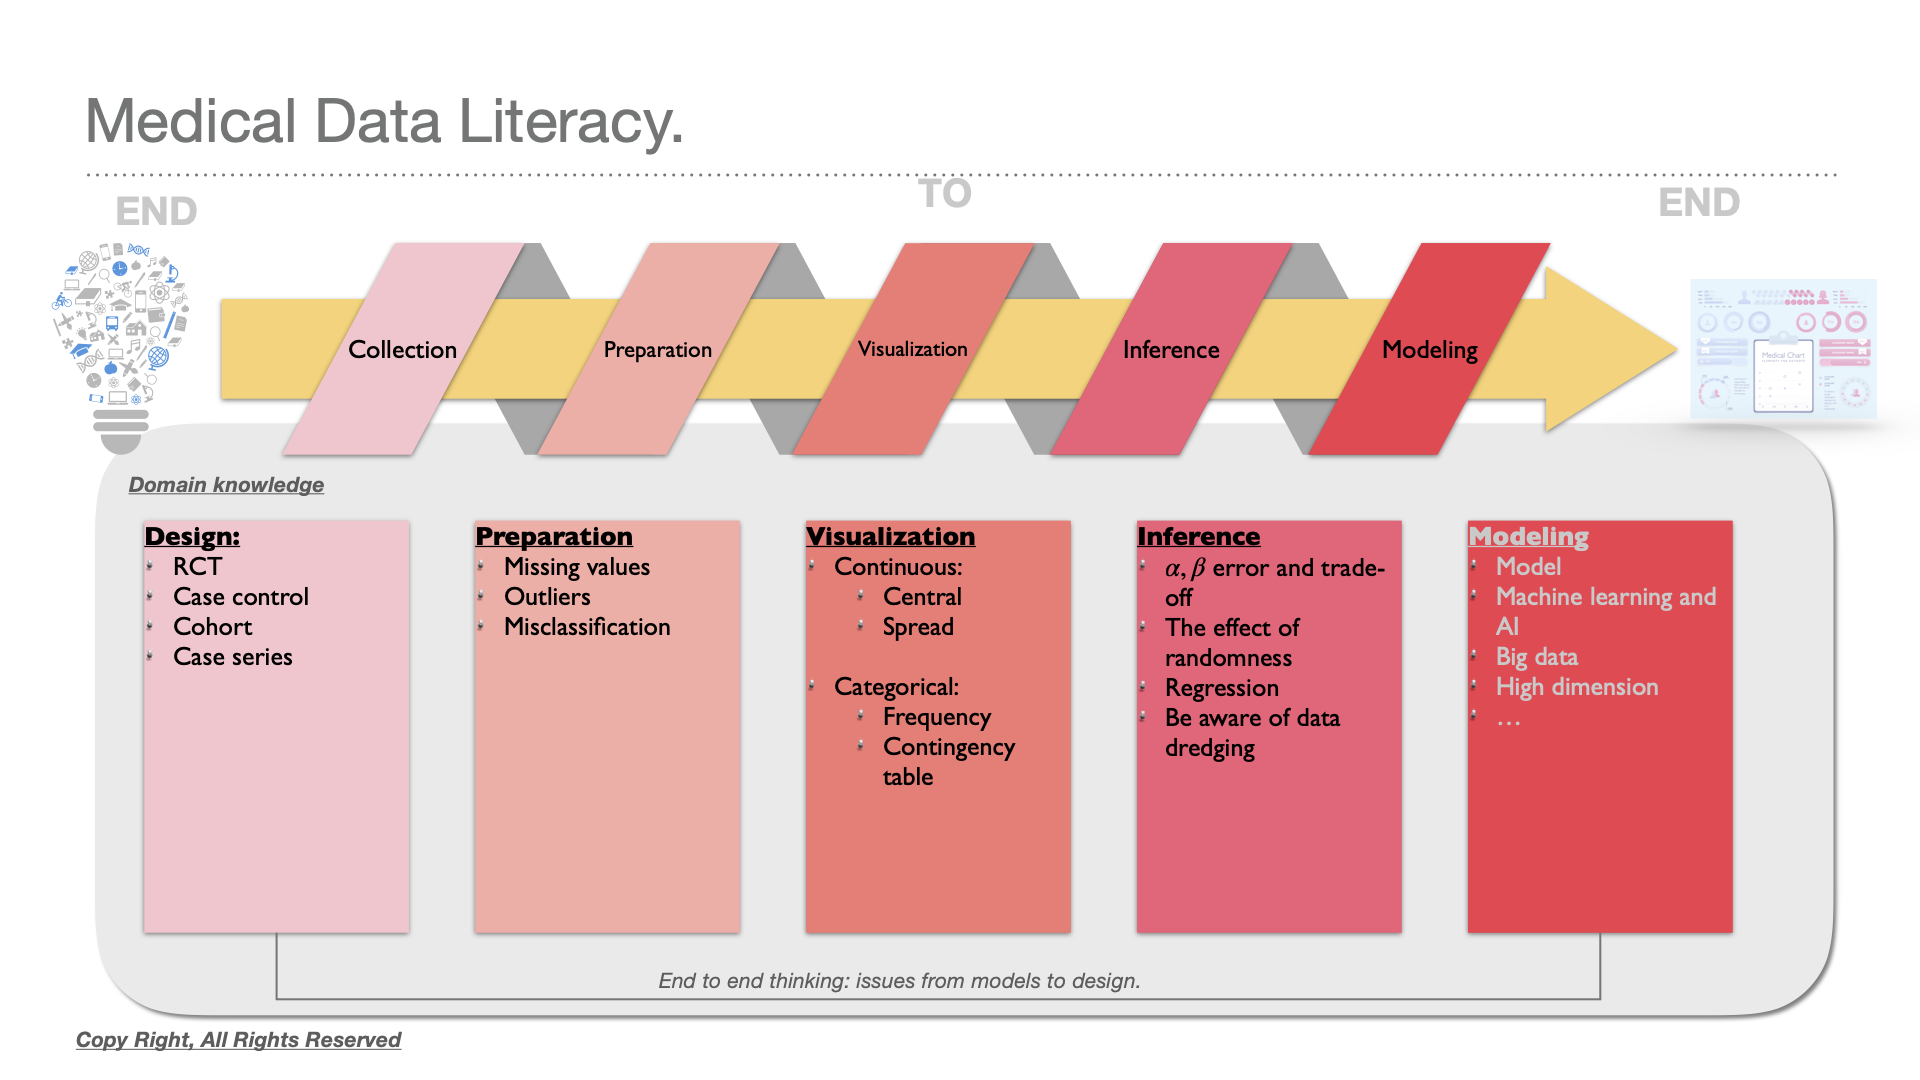 Medical Data Literacy.
END
TO
END
Collection
Preparation
Visualization
Inference
Modeling
Medical Chart
Domain knowledge
Design:
RCT
Case control
Cohort
Case series
Preparation
Missing values
Outliers
Misclassification
Visualization
Continuous:
Central
Spread
Categorical:
Frequency
Contingency
table
Inference
α, β error and trade-
off
The effect of
randomness
Regression
Be aware of data
dredging
Modeling
Model
Machine learning and
AI
Big data
High dimension
…
End to end thinking: issues from models to design.
Copy Right, All Rights Reserved